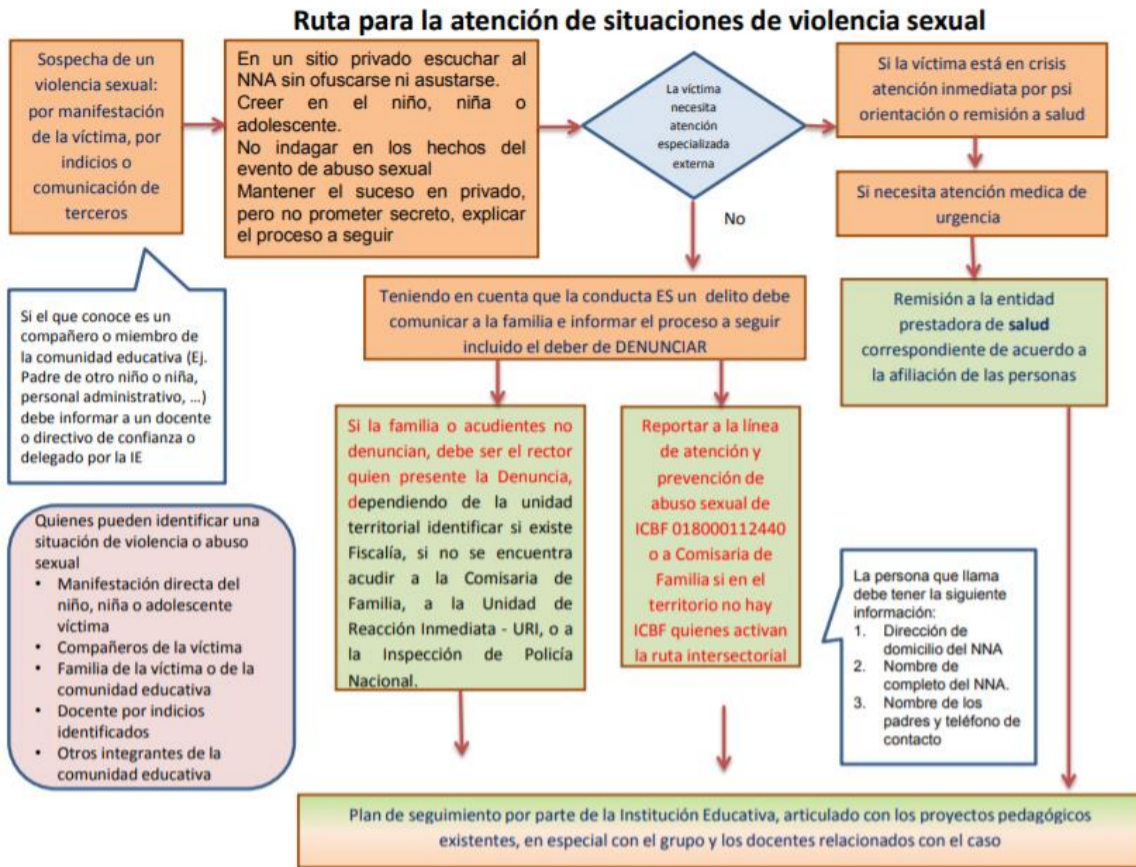 Ruta para la atención de situaciones de violencia sexual
Sospecha de un
violencia sexual:
por manifestación
de la víctima, por
indicios o
comunicación de
terceros
En un sitio privado escuchar al
NNA sin ofuscarse ni asustarse.
Creer en el niño, niña o
adolescente.
No indagar en los hechos del
evento de abuso sexual
Mantener el suceso en privado,
pero no prometer secreto, explicar
el proceso a seguir
La víctima
necesita
atención
especializada
externa
No
Si la víctima está en crisis
atención inmediata por psi
orientación o remisión a salud
Si necesita atención medica de
urgencia
Remisión a la entidad
prestadora de salud
correspondiente de acuerdo a
la afiliación de las personas
Si el que conoce es un
compañero o miembro de
la comunidad educativa (Ej.
Padre de otro niño o niña,
personal administrativo, ...)
debe informar a un docente
o directivo de confianza o
delegado por la IE
Teniendo en cuenta que la conducta ES un delito debe
comunicar a la familia e informar el proceso a seguir
incluido el deber de DENUNCIAR
Si la familia o acudientes no
denuncian, debe ser el rector
quien presente la Denuncia,
dependiendo de la unidad
territorial identificar si existe
Fiscalía, si no se encuentra
acudir a la Comisaria de
Familia, a la Unidad de
Reacción Inmediata - URI, o a
la Inspección de Policía
Nacional.
Reportar a la línea de
atención y
prevención de
abuso sexual de
ICBF 018000112440
o a Comisaria de
Familia si en el
territorio no hay
ICBF quienes activan
la ruta intersectorial
La persona que llama
debe tener la siguiente
información:
1. Dirección de
domicilio del NNA
2. Nombre de
completo del NNA.
3. Nombre de los
padres y teléfono de
contacto
Quienes pueden identificar una
situación de violencia o abuso
sexual
• Manifestación directa del
niño, niña o adolescente
víctima
• Compañeros de la víctima
• Familia de la víctima o de la
comunidad educativa
• Docente por indicios
identificados
• Otros integrantes de la
comunidad educativa
Plan de seguimiento por parte de la Institución Educativa, articulado con los proyectos pedagógicos
existentes, en especial con el grupo y los docentes relacionados con el caso